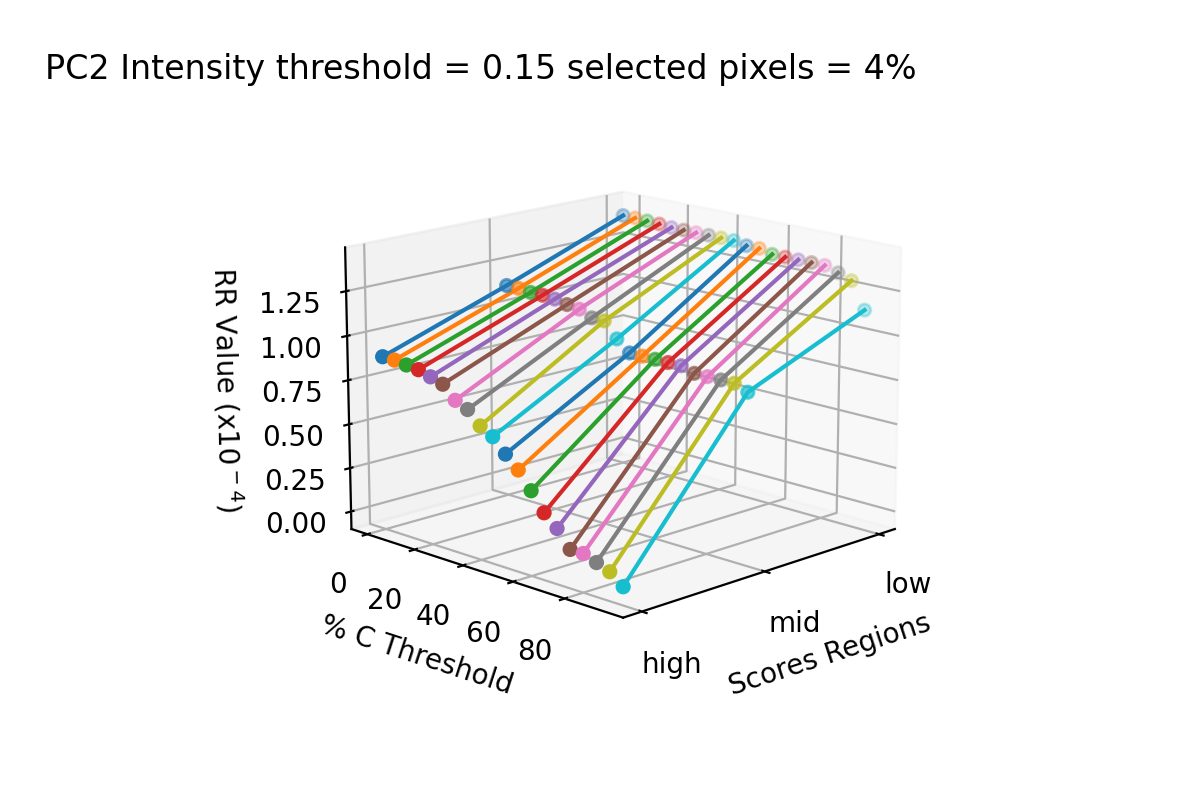 PC2 Intensity threshold = 0.15 selected pixels = 4%
RR Value (x10⁻⁴)
1.25
1.00
0.75
0.50
0.25
0.00
0
20
40
60
80
% C Threshold
low
mid
high
Scores Regions